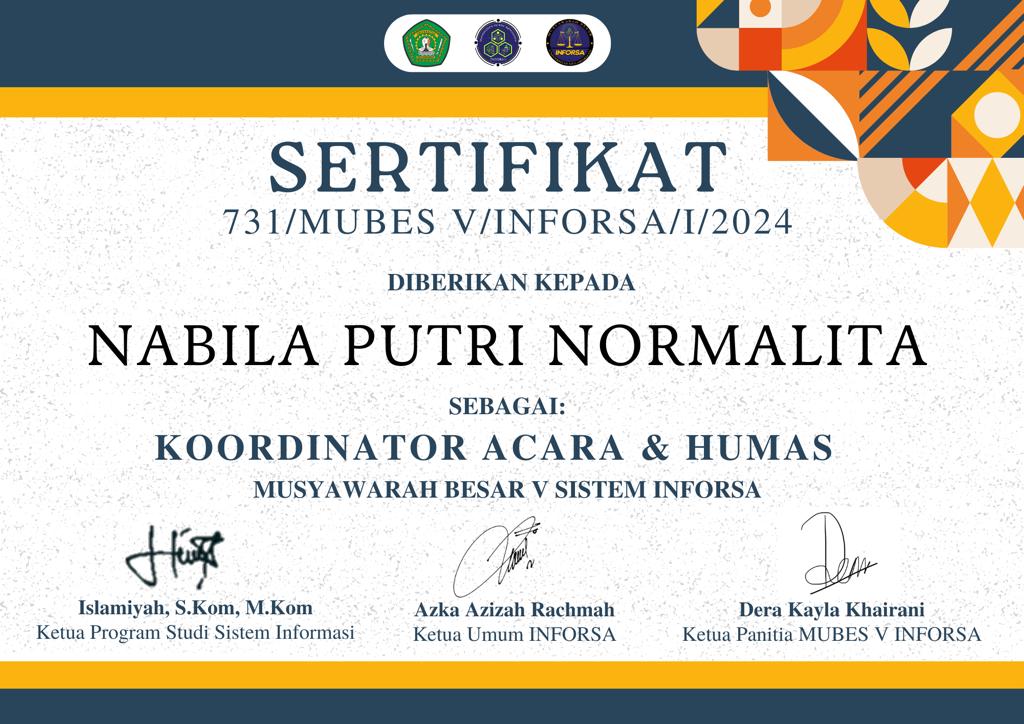 INFORSA
SERTIFIKAT
731/MUBES V/INFORSA/I/2024
DIBERIKAN KEPADA
NABILA PUTRI NORMALITA
SEBAGAI:
KOORDINATOR ACARA & HUMAS
MUSYAWARAH BESAR V SISTEM INFORSA
Islamiyah, S.Kom, M.Kom
Ketua Program Studi Sistem Informasi
Azka Azizah Rachmah
Ketua Umum INFORSA
Dera Kayla Khairani
Ketua Panitia MUBES V INFORSA